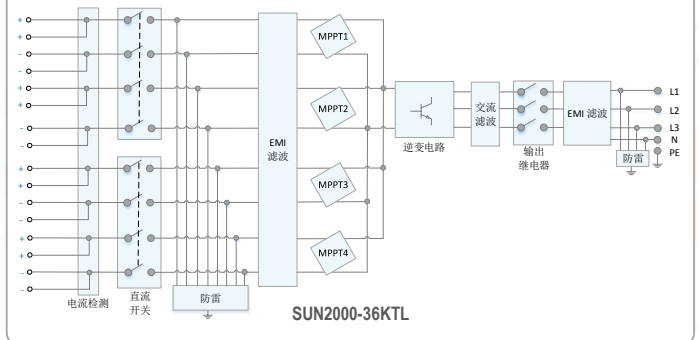 +
+
-
-
+
+
-
-
+
+
-
-
+
+
-
-
电流检测
直流
开关
防雷
EMI
滤波
MPPT1
MPPT2
MPPT3
MPPT4
逆变电路
交流
滤波
输出
继电器
EMI 滤波
防雷
L1
L2
L3
N
PE
SUN2000-36KTL